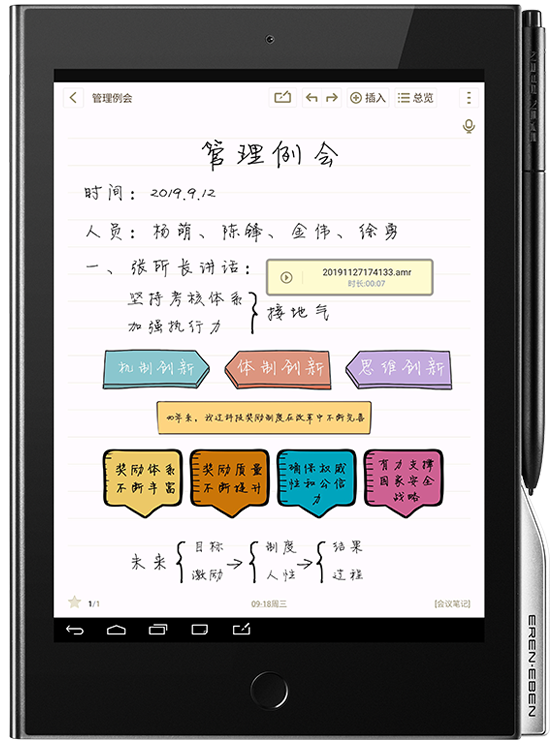 管理例会
插入
总览
管理例会
时间：2019.9.12
人员：杨萌、陈锋、金伟、徐勇
一、张所长讲话：
20191127174133.amr
时长:00:07
坚持考核体系
加强执行力
接地气
机制创新
体制创新
思维创新
四年来，我辽科技奖励制度在改革中不断完善
奖励体系
不断丰富
奖励质量
不断提升
确保权威
性和公信
力
有力支撑
国家安全
战略
未来
目标
激励
制度
人性
结果
过程
1/1
09:18周三
[会议笔记]
EREN·EBEN
EREN·EBEN